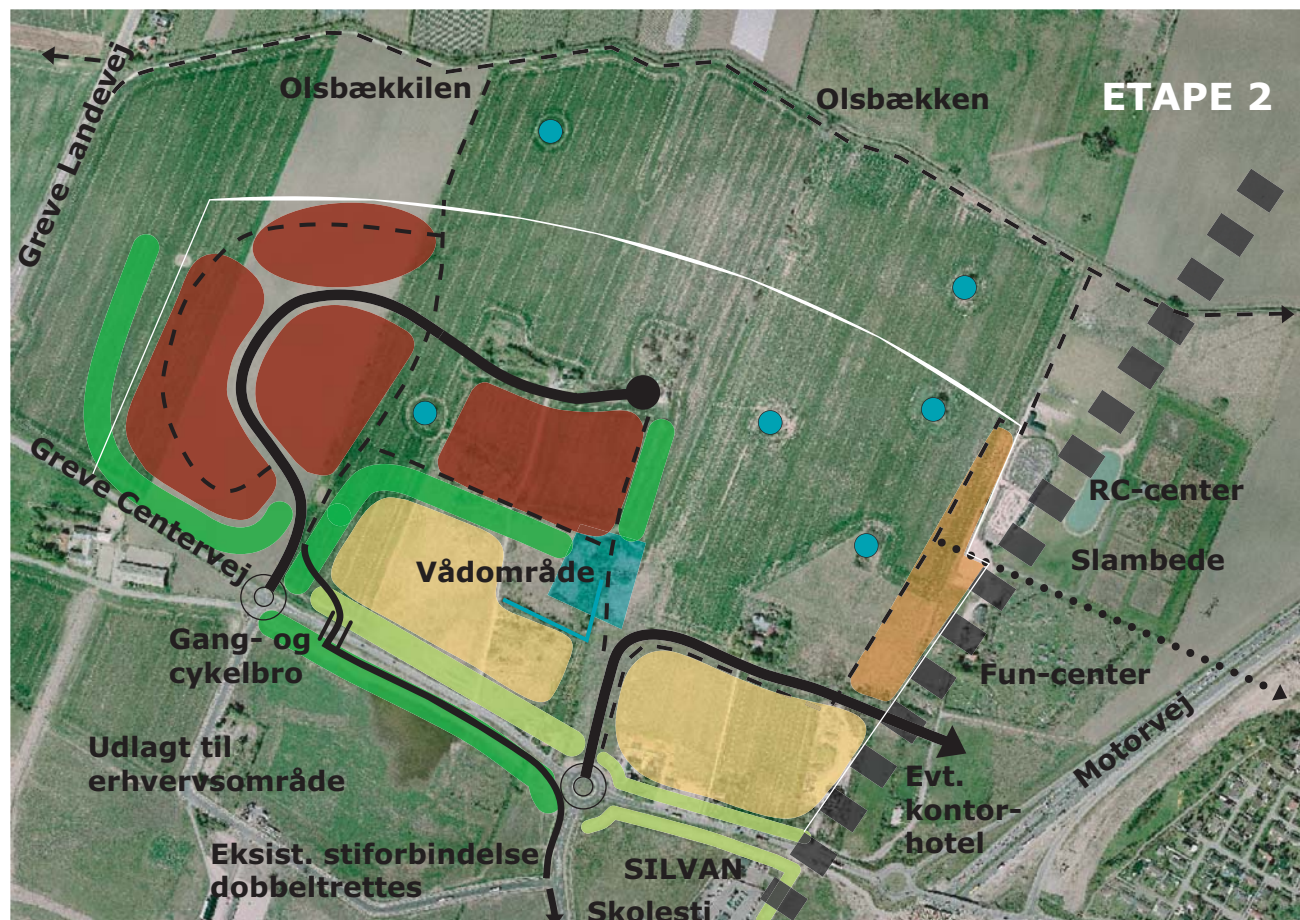 Olsbækkilen
Olsbækken
ETAPE 2
Greve Landevej
Greve Centervej
RC-center
Vådområde
Slambede
Gang- og
cykelbro
Fun-center
Motorvej
Udlagt til
erhvervsområde
Evt.
kontor-
hotel
Eksist. stiforbindelse
dobbeltrettes
SILVAN
Skolesti